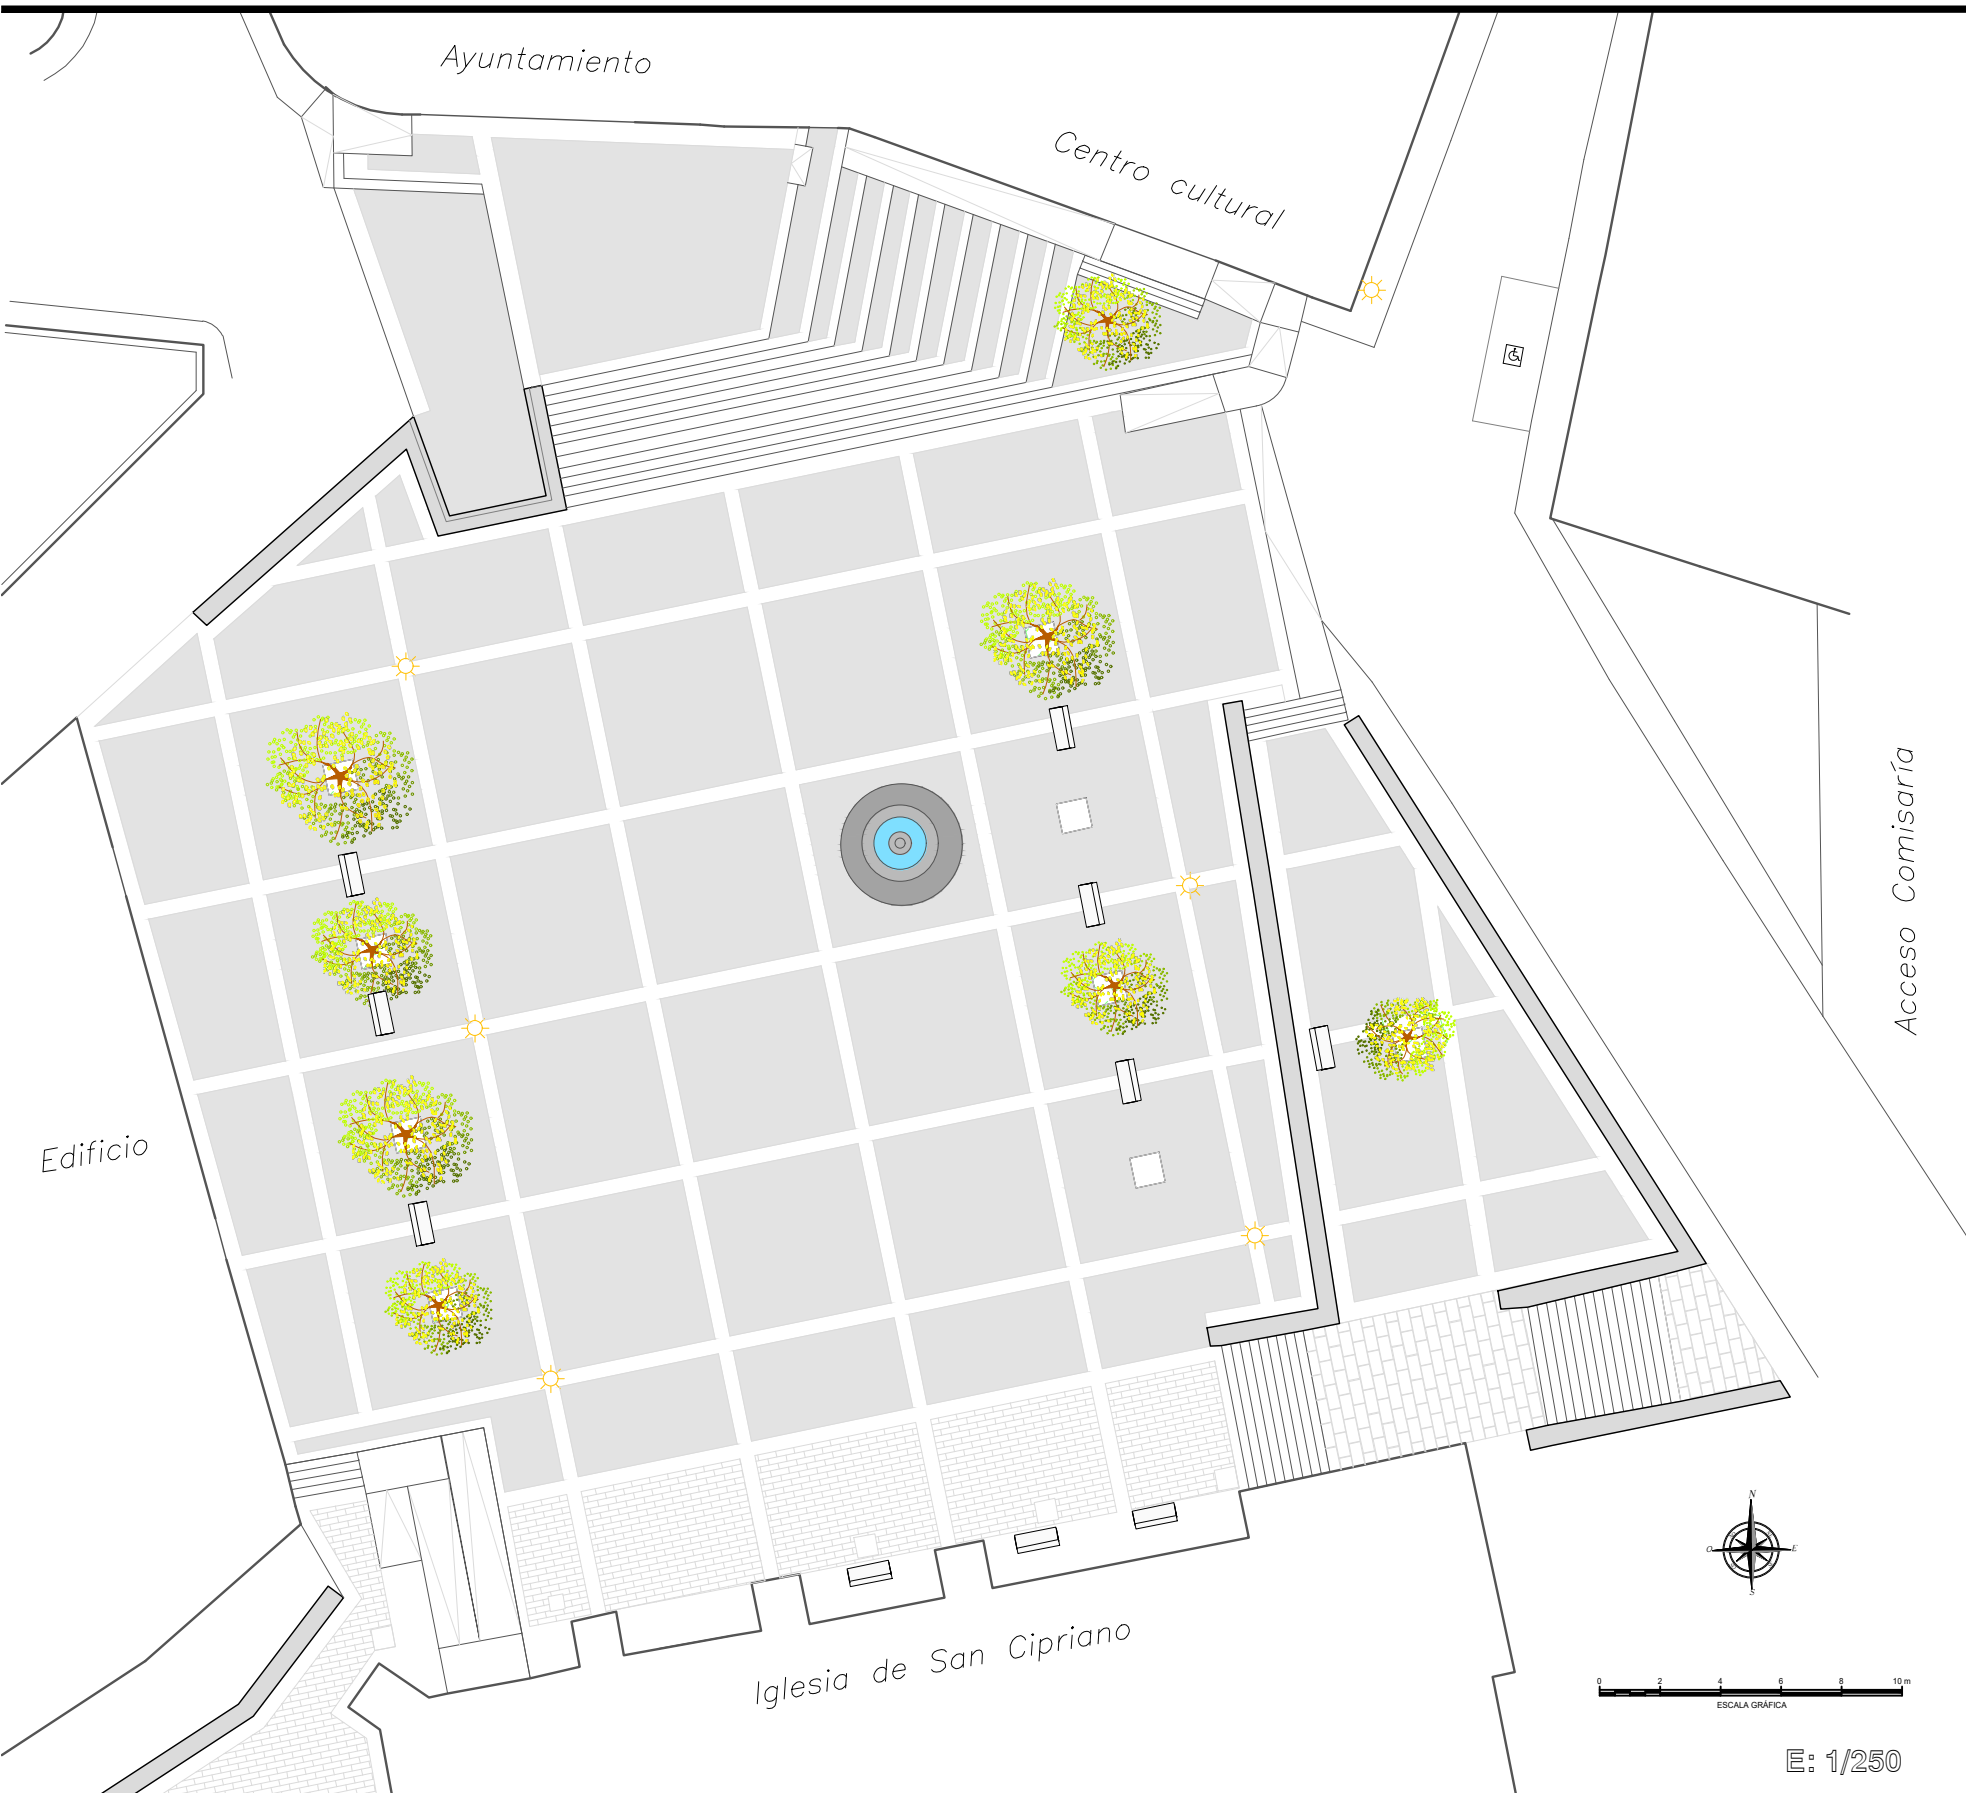 Ayuntamiento
Centro cultural
Acceso Comisaría
Edificio
Iglesia de San Cipriano
N
O E
S
0 2 4 6 8 10 m
ESCALA GRÁFICA
E: 1/250